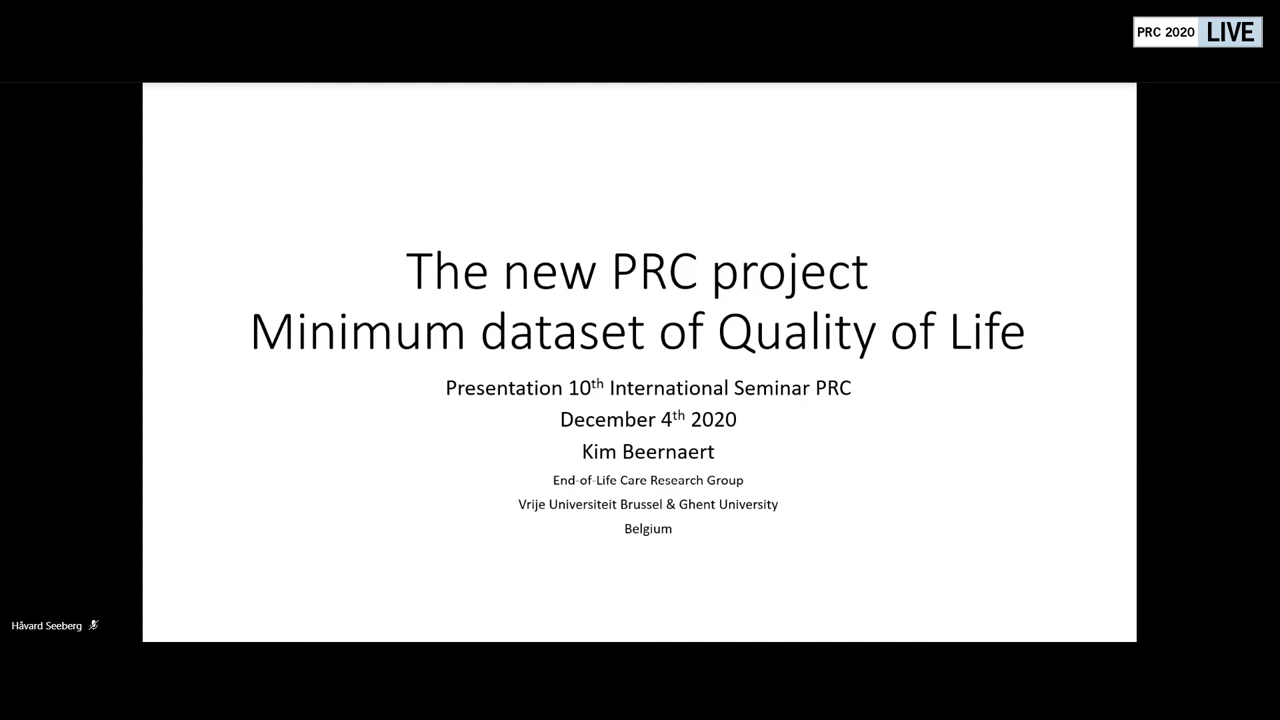 PRC 2020 LIVE
The new PRC project
Minimum dataset of Quality of Life
Presentation 10th International Seminar PRC
December 4th 2020
Kim Beernaert
End-of-Life Care Research Group
Vrije Universiteit Brussel & Ghent University
Belgium
Håvard Seeberg